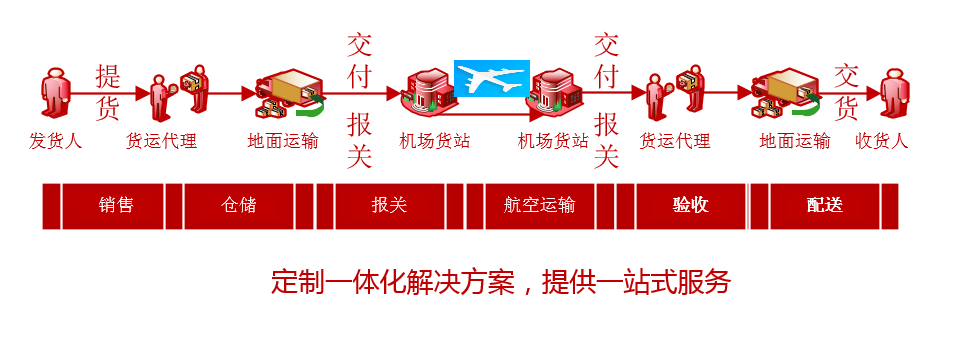 提货
交付
报关
交付
报关
交货
发货人
货运代理
地面运输
机场货站
机场货站
货运代理
地面运输
收货人
销售
仓储
报关
航空运输
验收
配送
定制一体化解决方案，提供一站式服务